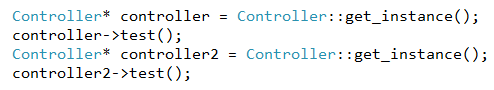 Controller* controller = Controller::get_instance();
controller->test();
Controller* controller2 = Controller::get_instance();
controller2->test();